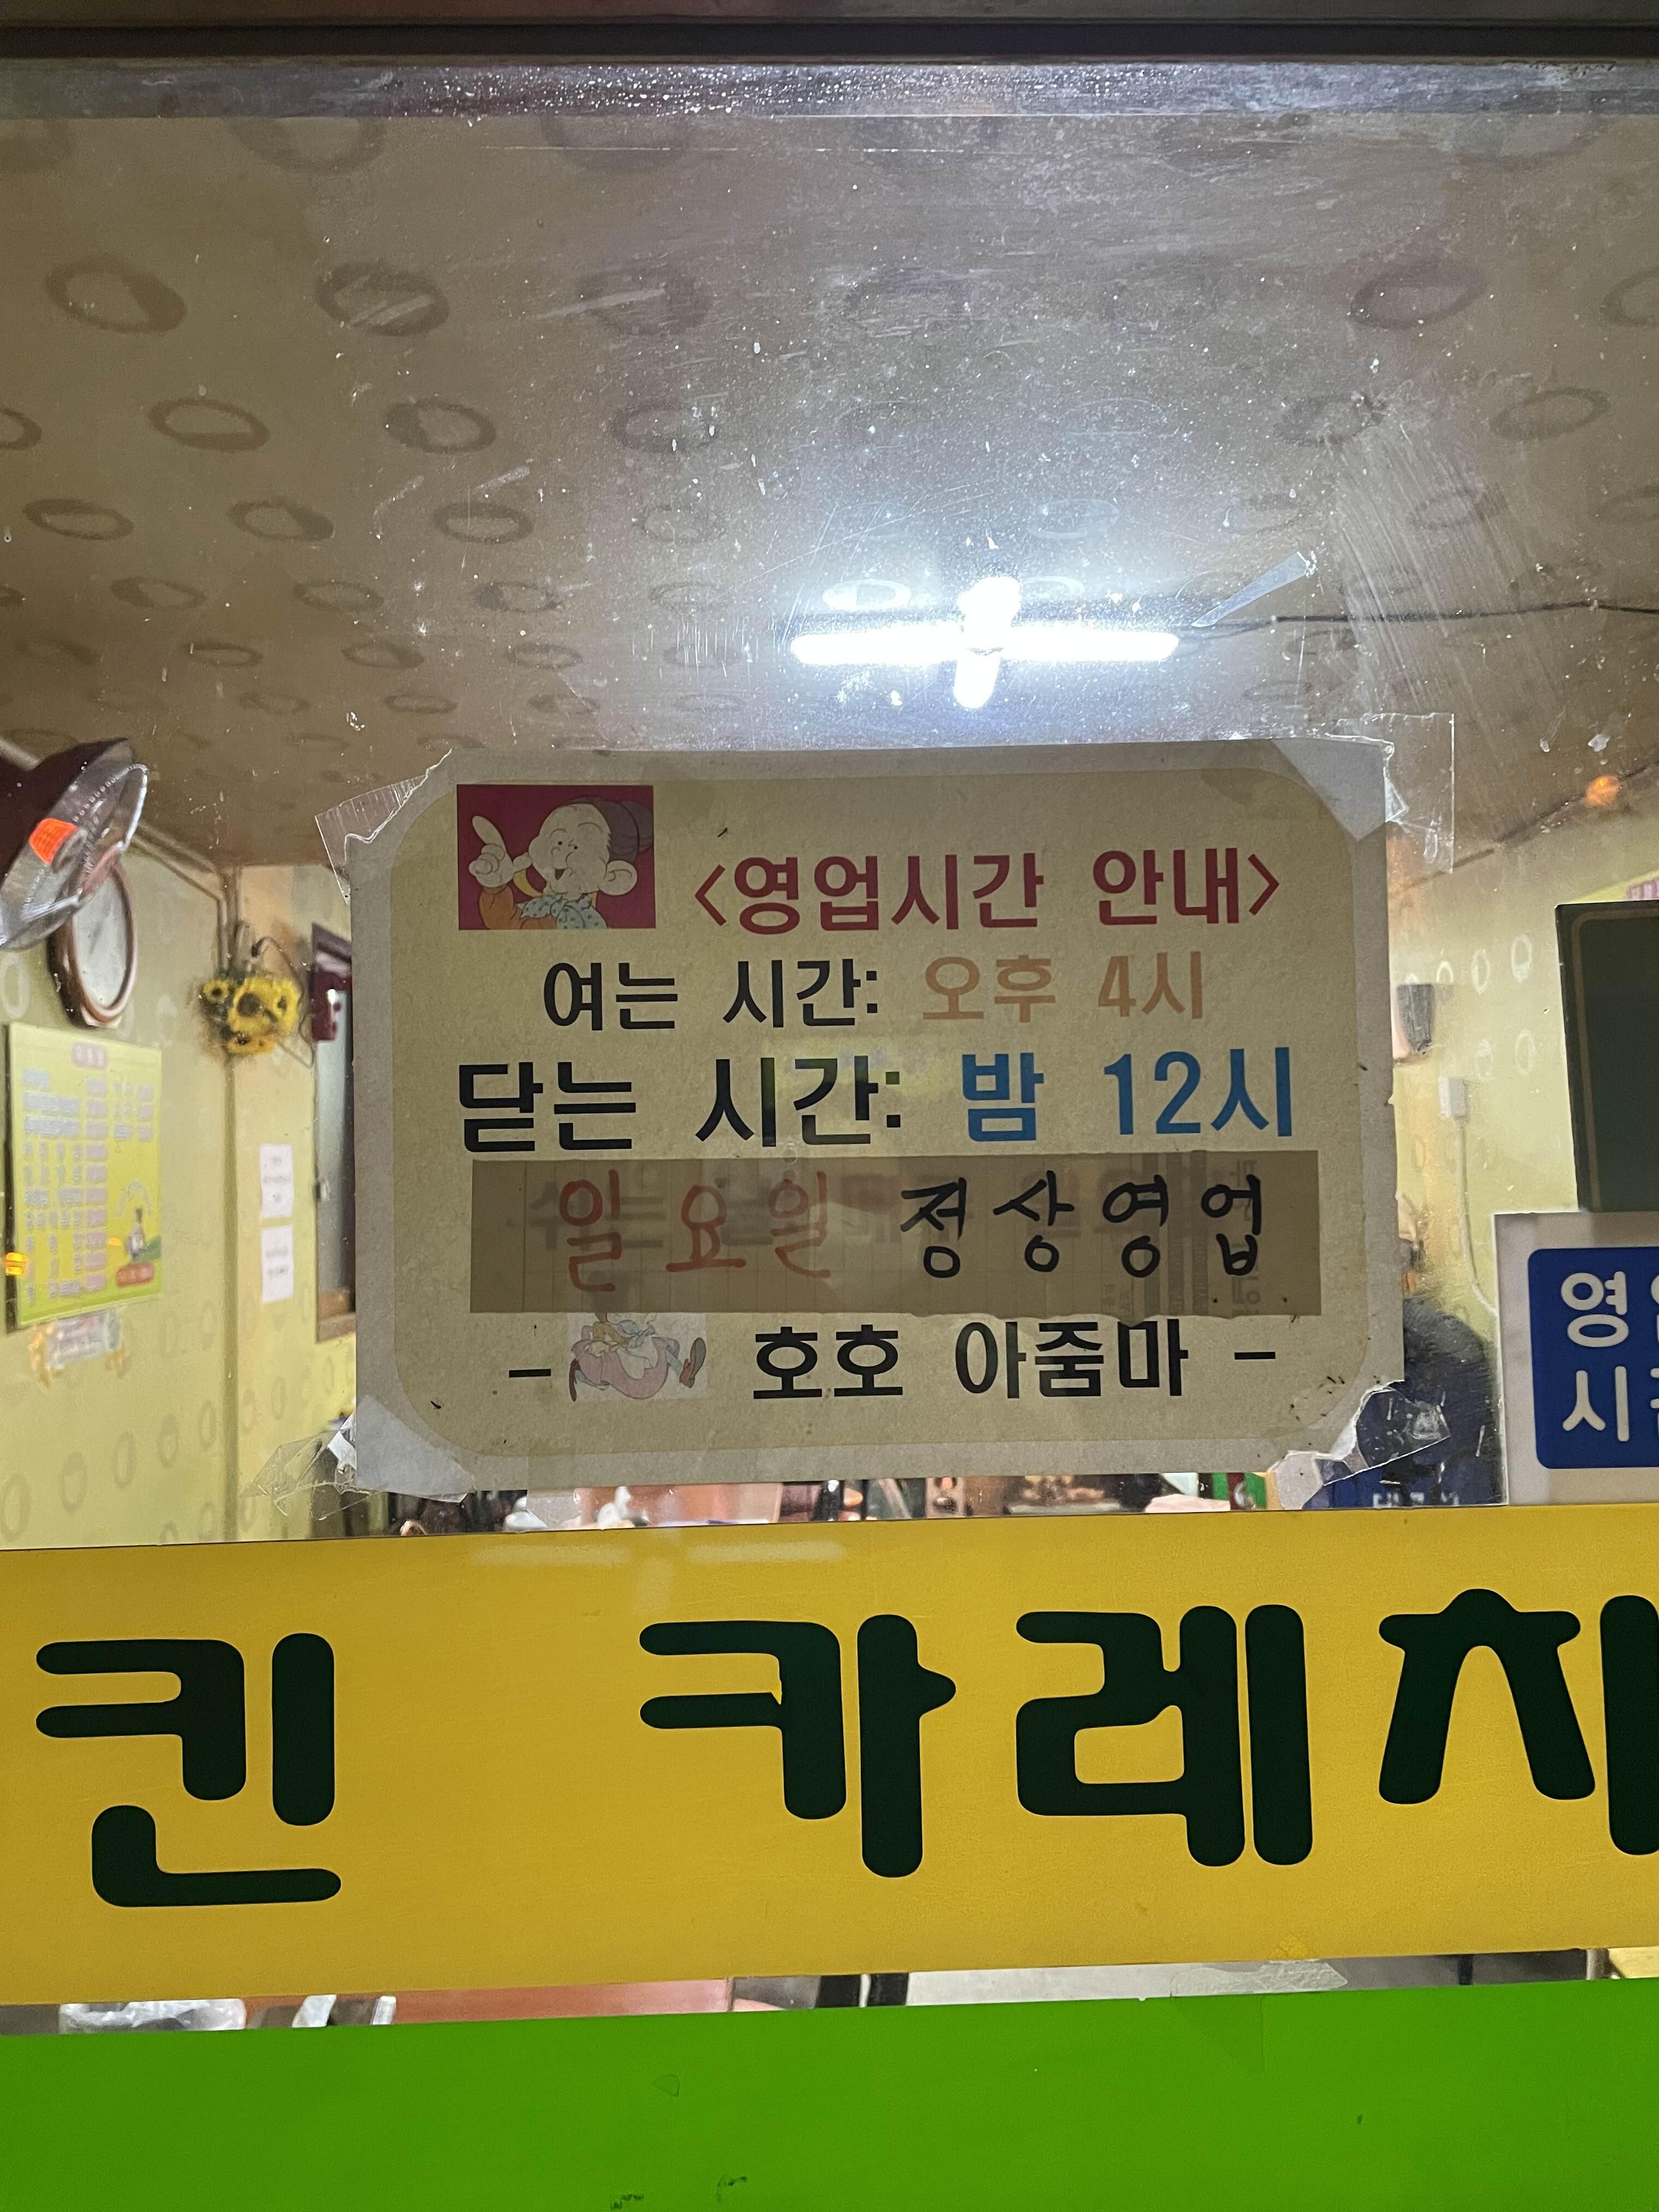 <영업시간 안내>
여는 시간: 오후 4시
닫는 시간: 밤 12시
일요일 정상영업
- 호호 아줌마 -
영
시
킨 카레